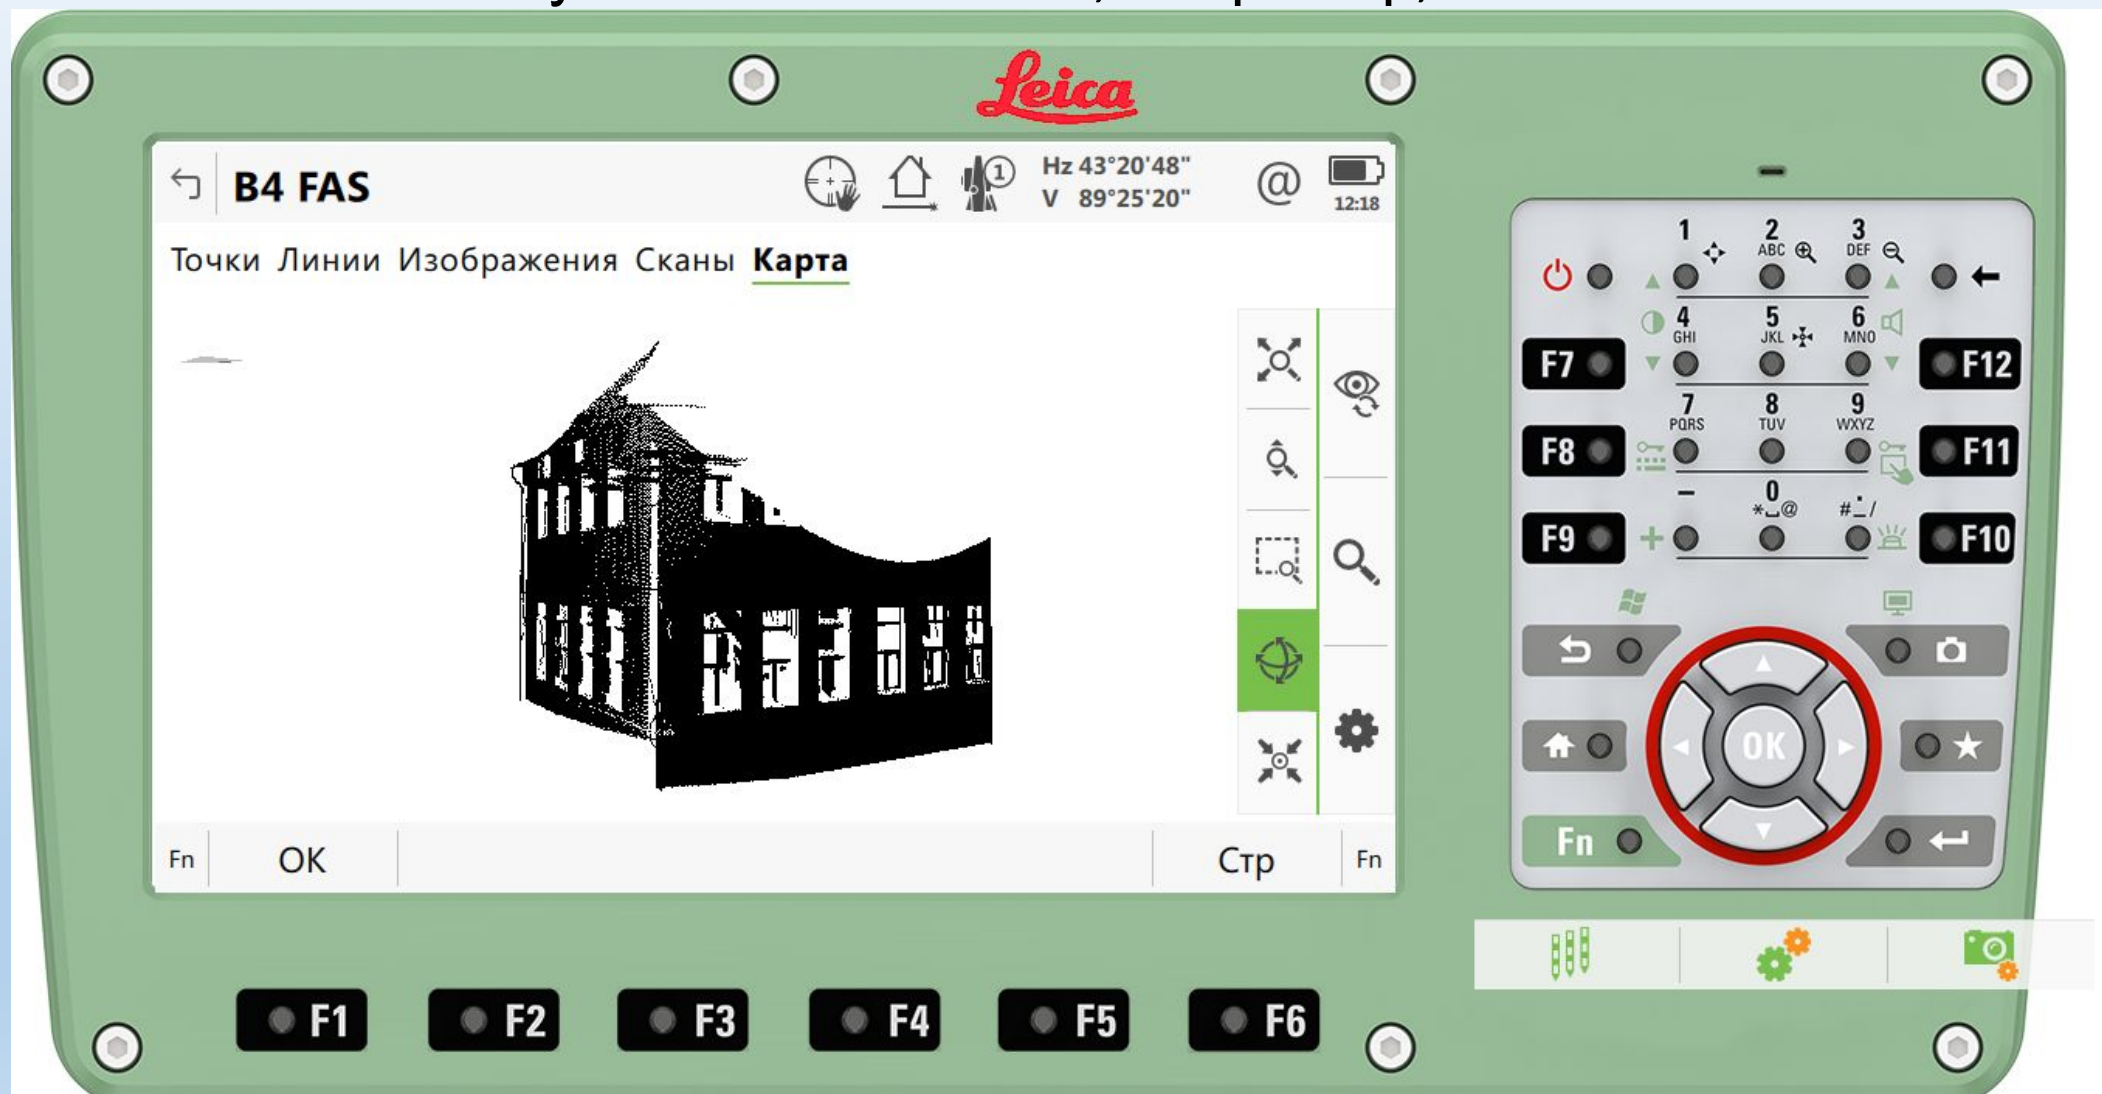 Leica
B4 FAS
1
Hz 43°20'48"
V 89°25'20"
@
12:18
Точки Линии Изображения Сканы Карта
Fn
OK
Стр
Fn
F1
F2
F3
F4
F5
F6
1
2
ABC
3
DEF
4
GHI
5
JKL
6
MNO
F7
F12
7
PQRS
8
TUV
9
WXYZ
F8
F11
-
0
*␣@
.
#_/
F9
+
F10
OK
Fn